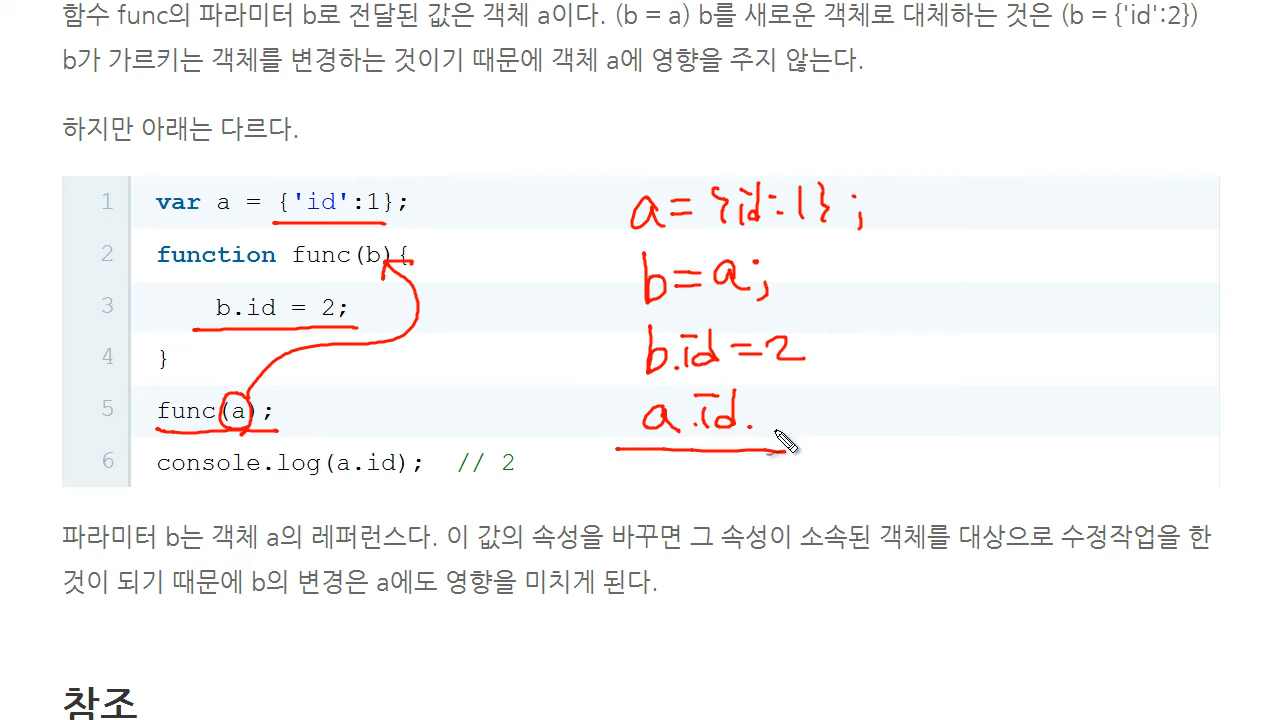 함수 func의 파라미터 b로 전달된 값은 객체 a이다. (b = a) b를 새로운 객체로 대체하는 것은 (b = {'id':2})
b가 가르키는 객체를 변경하는 것이기 때문에 객체 a에 영향을 주지 않는다.
하지만 아래는 다르다.
1 var a = {'id':1};
2 function func(b){
3 b.id = 2;
4 }
5 func(a);
6 console.log(a.id); // 2
a = {id:1};
b = a;
b.id = 2
a.id.
파라미터 b는 객체 a의 레퍼런스다. 이 값의 속성을 바꾸면 그 속성이 소속된 객체를 대상으로 수정작업을 한
것이 되기 때문에 b의 변경은 a에도 영향을 미치게 된다.
참조